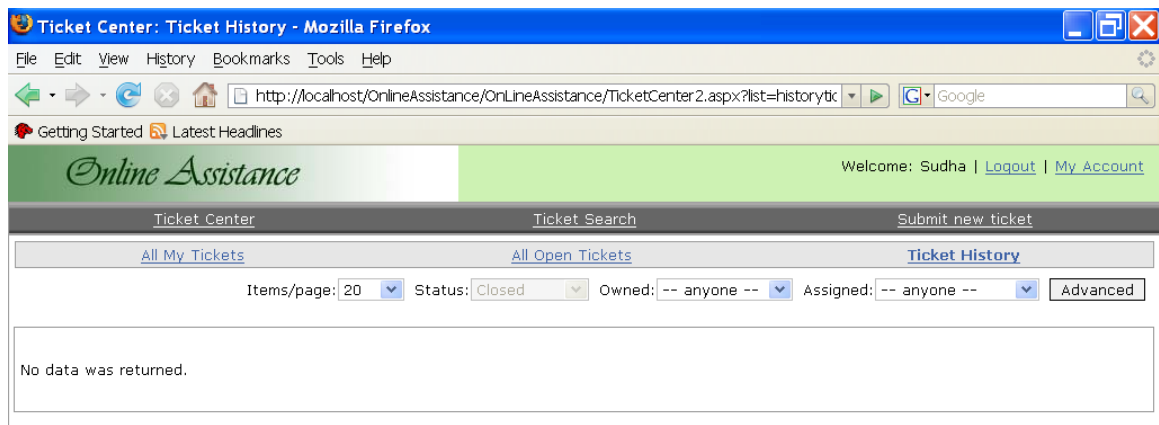 Ticket Center: Ticket History - Mozilla Firefox
File Edit View History Bookmarks Tools Help
http://localhost/OnlineAssistance/OnLineAssistance/TicketCenter2.aspx?list=historytic G Google
Getting Started Latest Headlines
Online Assistance Welcome: Sudha | Logout | My Account
Ticket Center Ticket Search Submit new ticket
All My Tickets All Open Tickets Ticket History
Items/page: 20 Status: Closed Owned: -- anyone -- Assigned: -- anyone -- Advanced
No data was returned.